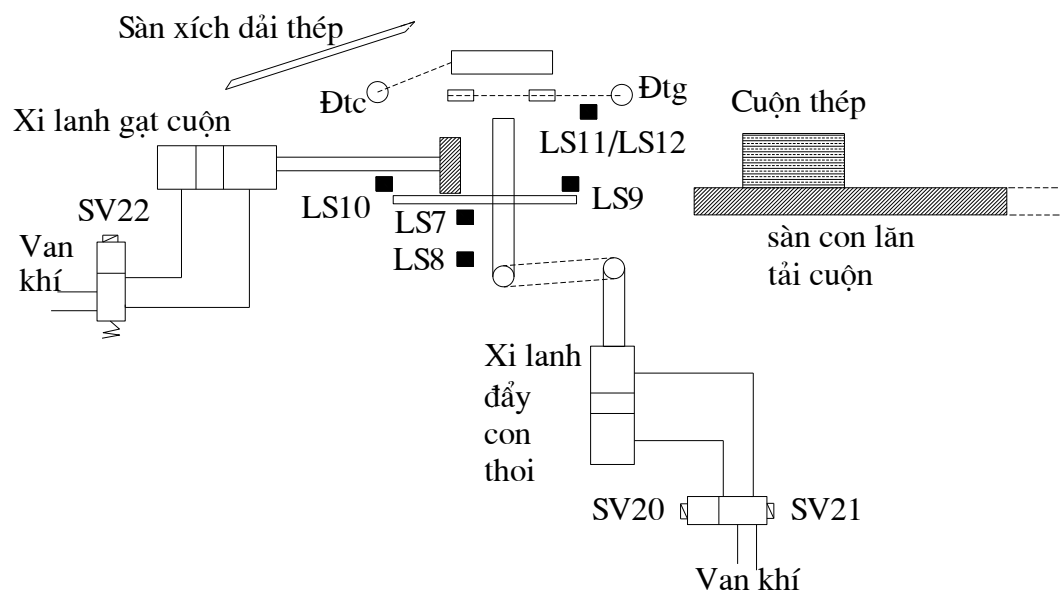 Sàn xích dải thép
Đtc
Đtg
Cuộn thép
Xi lanh gạt cuộn
LS11/LS12
LS10
LS9
SV22
LS7
Van
khí
LS8
sàn con lăn
tải cuộn
Xi lanh
đẩy
con
thoi
SV20
SV21
Van khí